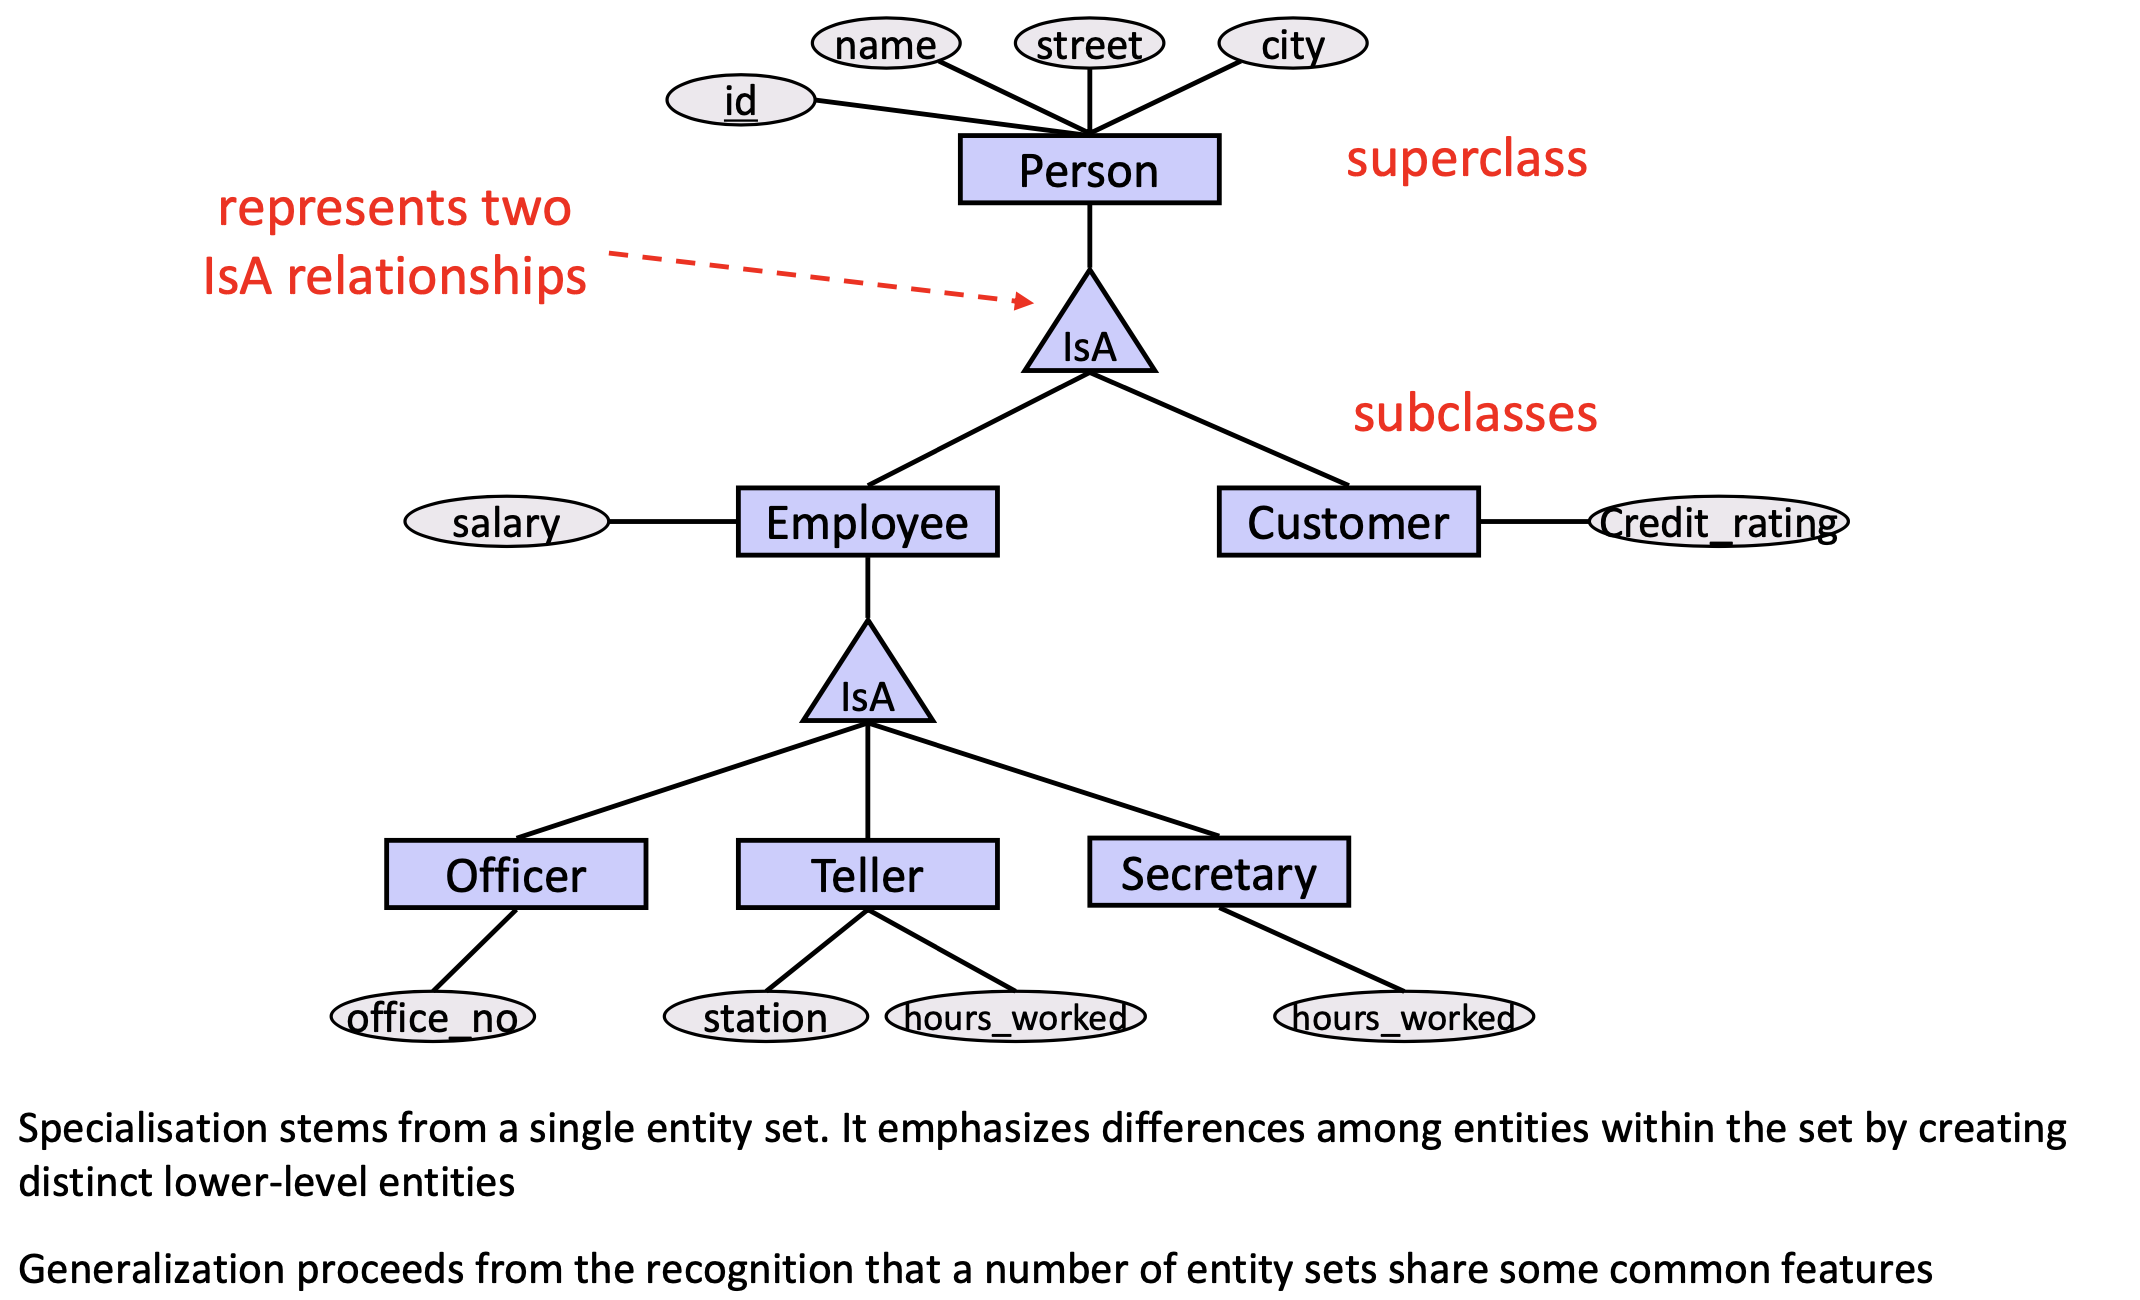 name
street
city
id
Person
superclass
represents two
IsA relationships
IsA
subclasses
salary
Employee
Customer
Credit_rating
IsA
Officer
Teller
Secretary
office_no
station
hours_worked
hours_worked
Specialisation stems from a single entity set. It emphasizes differences among entities within the set by creating
distinct lower-level entities
Generalization proceeds from the recognition that a number of entity sets share some common features